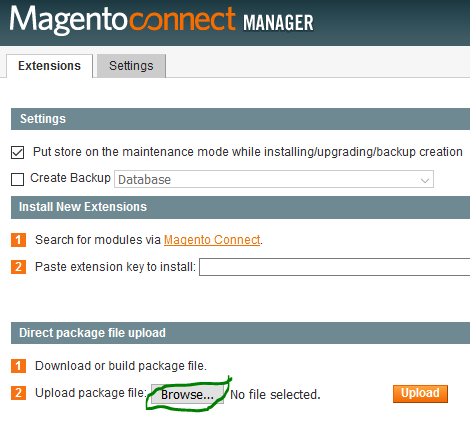 Magentoconnect MANAGER
Extensions Settings
Settings
Put store on the maintenance mode while installing/upgrading/backup creation
Create Backup Database
Install New Extensions
1 Search for modules via Magento Connect.
2 Paste extension key to install:
Direct package file upload
1 Download or build package file.
2 Upload package file: Browse... No file selected. Upload